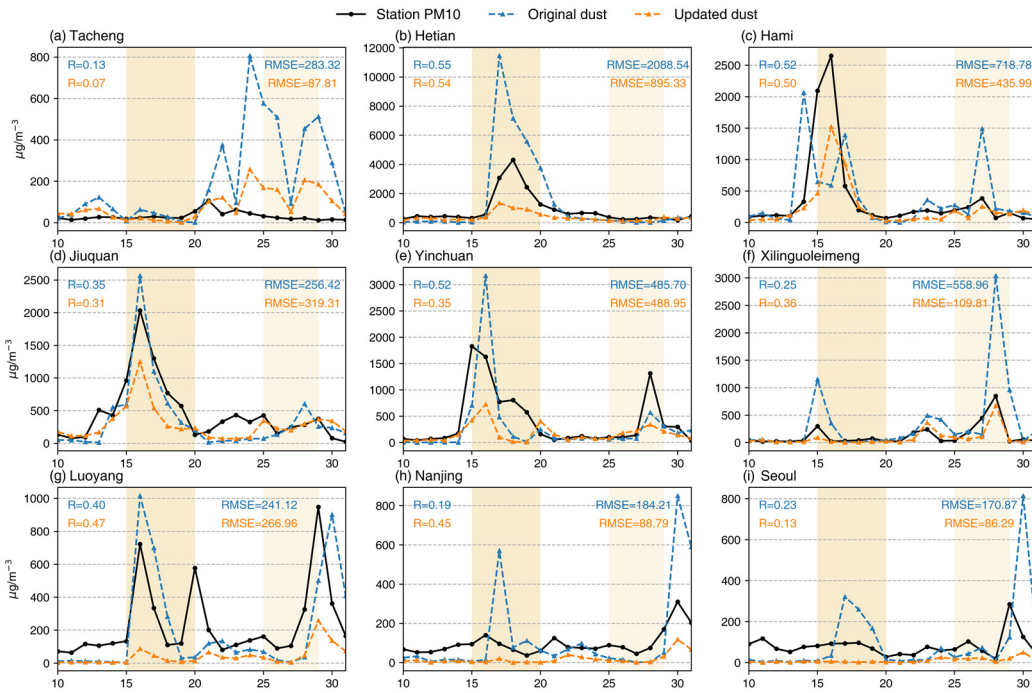 Station PM10 Original dust Updated dust
(a) Tacheng
R=0.13 RMSE=283.32
R=0.07 RMSE=87.81
800
600
400
200
0
μg/m⁻³
10 15 20 25 30
(b) Hetian
R=0.55 RMSE=2088.54
R=0.54 RMSE=895.33
12000
10000
8000
6000
4000
2000
0
10 15 20 25 30
(c) Hami
R=0.52 RMSE=718.78
R=0.50 RMSE=435.99
2500
2000
1500
1000
500
0
10 15 20 25 30
(d) Jiuquan
R=0.35 RMSE=256.42
R=0.31 RMSE=319.31
2500
2000
1500
1000
500
0
μg/m⁻³
10 15 20 25 30
(e) Yinchuan
R=0.52 RMSE=485.70
R=0.35 RMSE=488.95
3000
2500
2000
1500
1000
500
0
10 15 20 25 30
(f) Xilinguoleimeng
R=0.25 RMSE=558.96
R=0.36 RMSE=109.81
3000
2500
2000
1500
1000
500
0
10 15 20 25 30
(g) Luoyang
R=0.40 RMSE=241.12
R=0.47 RMSE=266.96
1000
800
600
400
200
0
μg/m⁻³
10 15 20 25 30
(h) Nanjing
R=0.19 RMSE=184.21
R=0.45 RMSE=88.79
800
600
400
200
0
10 15 20 25 30
(i) Seoul
R=0.23 RMSE=170.87
R=0.13 RMSE=86.29
800
600
400
200
0
10 15 20 25 30